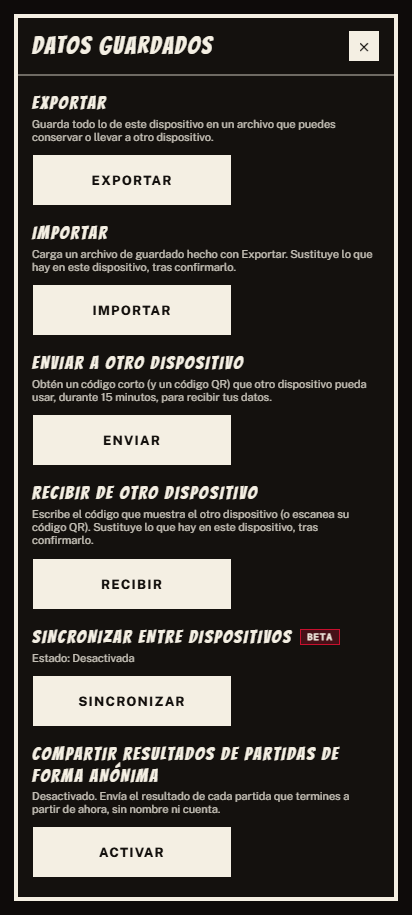 DATOS GUARDADOS
×
EXPORTAR
Guarda todo lo de este dispositivo en un archivo que puedes
conservar o llevar a otro dispositivo.
EXPORTAR
IMPORTAR
Carga un archivo de guardado hecho con Exportar. Sustituye lo que
hay en este dispositivo, tras confirmarlo.
IMPORTAR
ENVIAR A OTRO DISPOSITIVO
Obtén un código corto (y un código QR) que otro dispositivo pueda
usar, durante 15 minutos, para recibir tus datos.
ENVIAR
RECIBIR DE OTRO DISPOSITIVO
Escribe el código que muestra el otro dispositivo (o escanea su
código QR). Sustituye lo que hay en este dispositivo, tras
confirmarlo.
RECIBIR
SINCRONIZAR ENTRE DISPOSITIVOS BETA
Estado: Desactivada
SINCRONIZAR
COMPARTIR RESULTADOS DE PARTIDAS DE
FORMA ANÓNIMA
Desactivado. Envía el resultado de cada partida que termines a
partir de ahora, sin nombre ni cuenta.
ACTIVAR